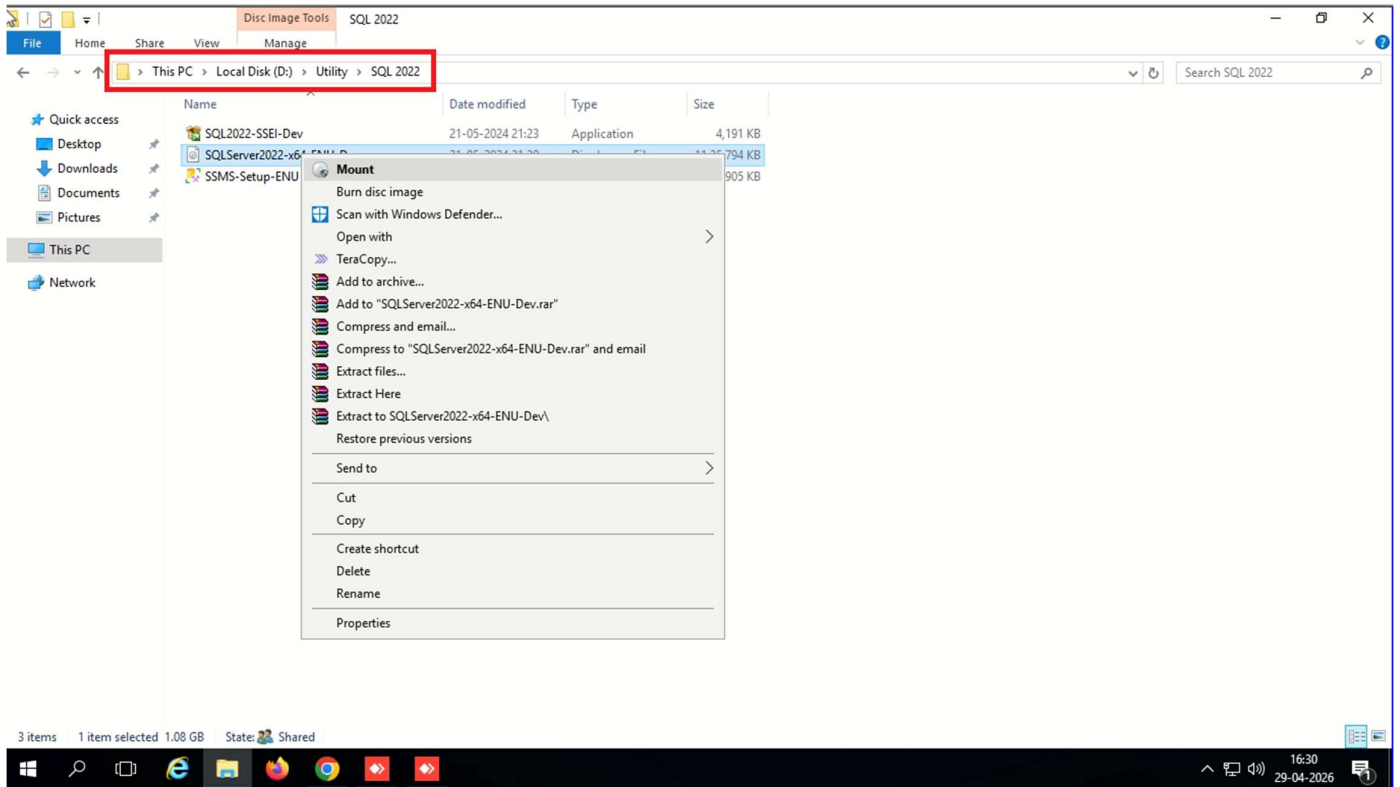 Disc Image Tools SQL 2022
File Home Share View Manage
This PC > Local Disk (D:) > Utility > SQL 2022
Search SQL 2022
Name Date modified Type Size
Quick access
Desktop
Downloads
Documents
Pictures
This PC
Network
SQL2022-SSEI-Dev 21-05-2024 21:23 Application 4,191 KB
SQLServer2022-x64-ENU-D 794 KB
SSMS-Setup-ENU 905 KB
Mount
Burn disc image
Scan with Windows Defender...
Open with
TeraCopy...
Add to archive...
Add to "SQLServer2022-x64-ENU-Dev.rar"
Compress and email...
Compress to "SQLServer2022-x64-ENU-Dev.rar" and email
Extract files...
Extract Here
Extract to SQLServer2022-x64-ENU-Dev\
Restore previous versions
Send to
Cut
Copy
Create shortcut
Delete
Rename
Properties
3 items 1 item selected 1.08 GB State: Shared
16:30
29-04-2026
1